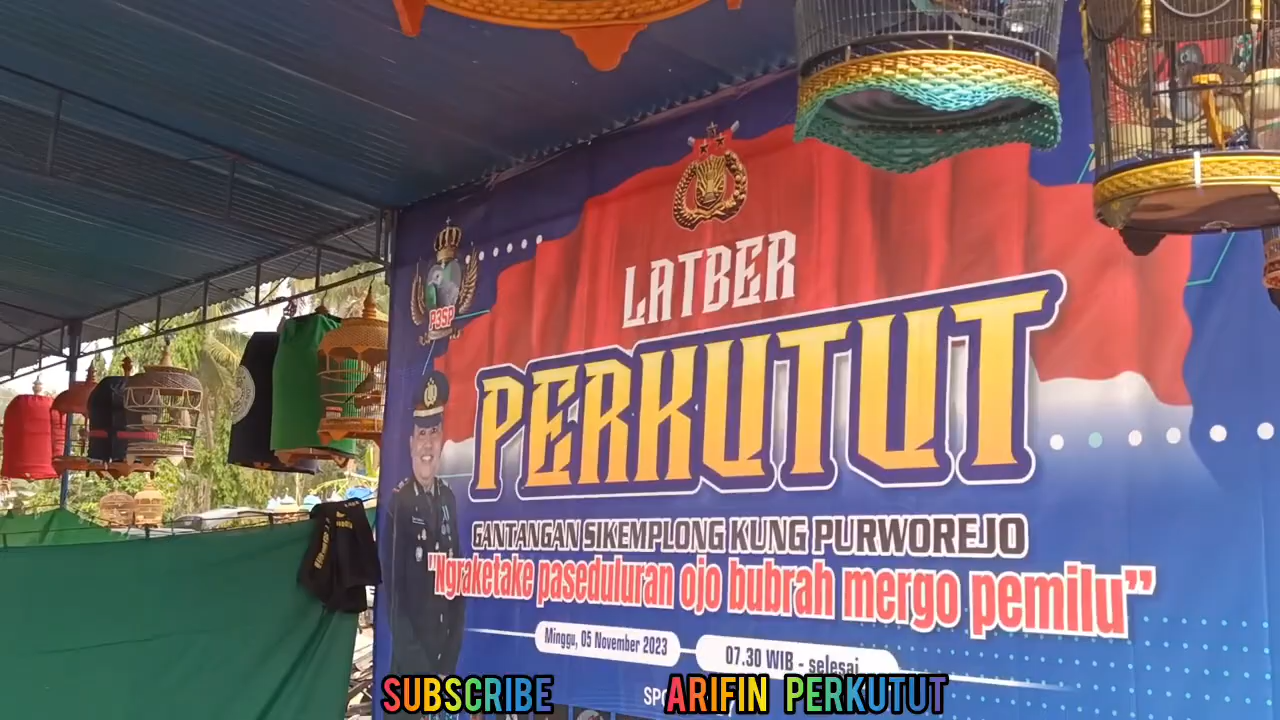 P3SP
LATBER
PERKUTUT
GANTANGAN SIKEMPLONG KUNG PURWOREJO
"Ngraketake paseduluran ojo bubrah mergo pemilu"
Minggu, 05 November 2023
07.30 WIB - selesai
SUBSCRIBE ARIFIN PERKUTUT